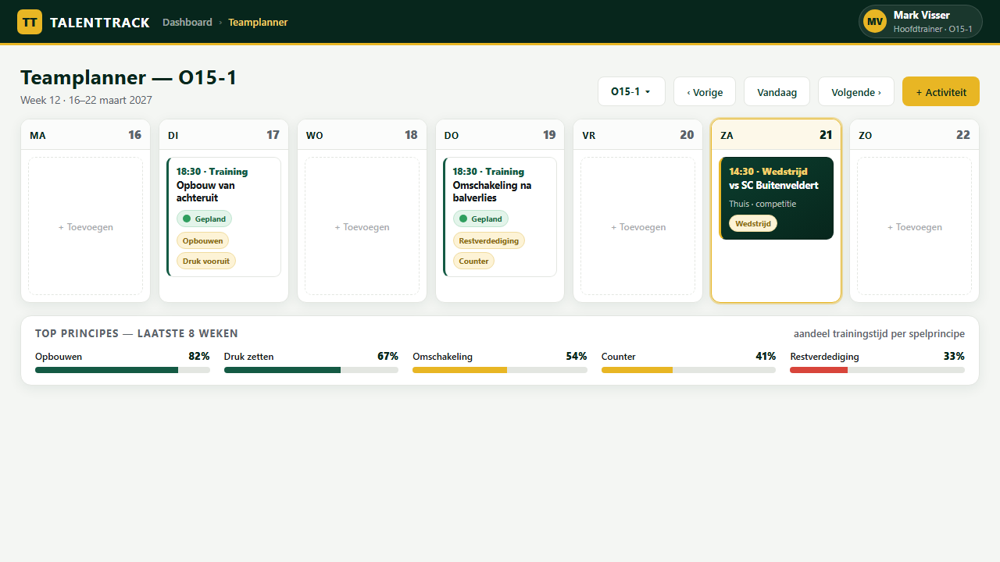 TT TALENTTRACK Dashboard › Teamplanner
MV Mark Visser
Hoofdtrainer · O15-1
Teamplanner — O15-1
Week 12 · 16–22 maart 2027
O15-1 ‹ Vorige Vandaag Volgende › + Activiteit
MA 16
+ Toevoegen
DI 17
18:30 · Training
Opbouw van
achteruit
Gepland
Opbouwen
Druk vooruit
WO 18
+ Toevoegen
DO 19
18:30 · Training
Omschakeling na
balverlies
Gepland
Restverdediging
Counter
VR 20
+ Toevoegen
ZA 21
14:30 · Wedstrijd
vs SC Buitenveldert
Thuis · competitie
Wedstrijd
ZO 22
+ Toevoegen
TOP PRINCIPES — LAATSTE 8 WEKEN
aandeel trainingstijd per spelprincipe
Opbouwen 82%
Druk zetten 67%
Omschakeling 54%
Counter 41%
Restverdediging 33%